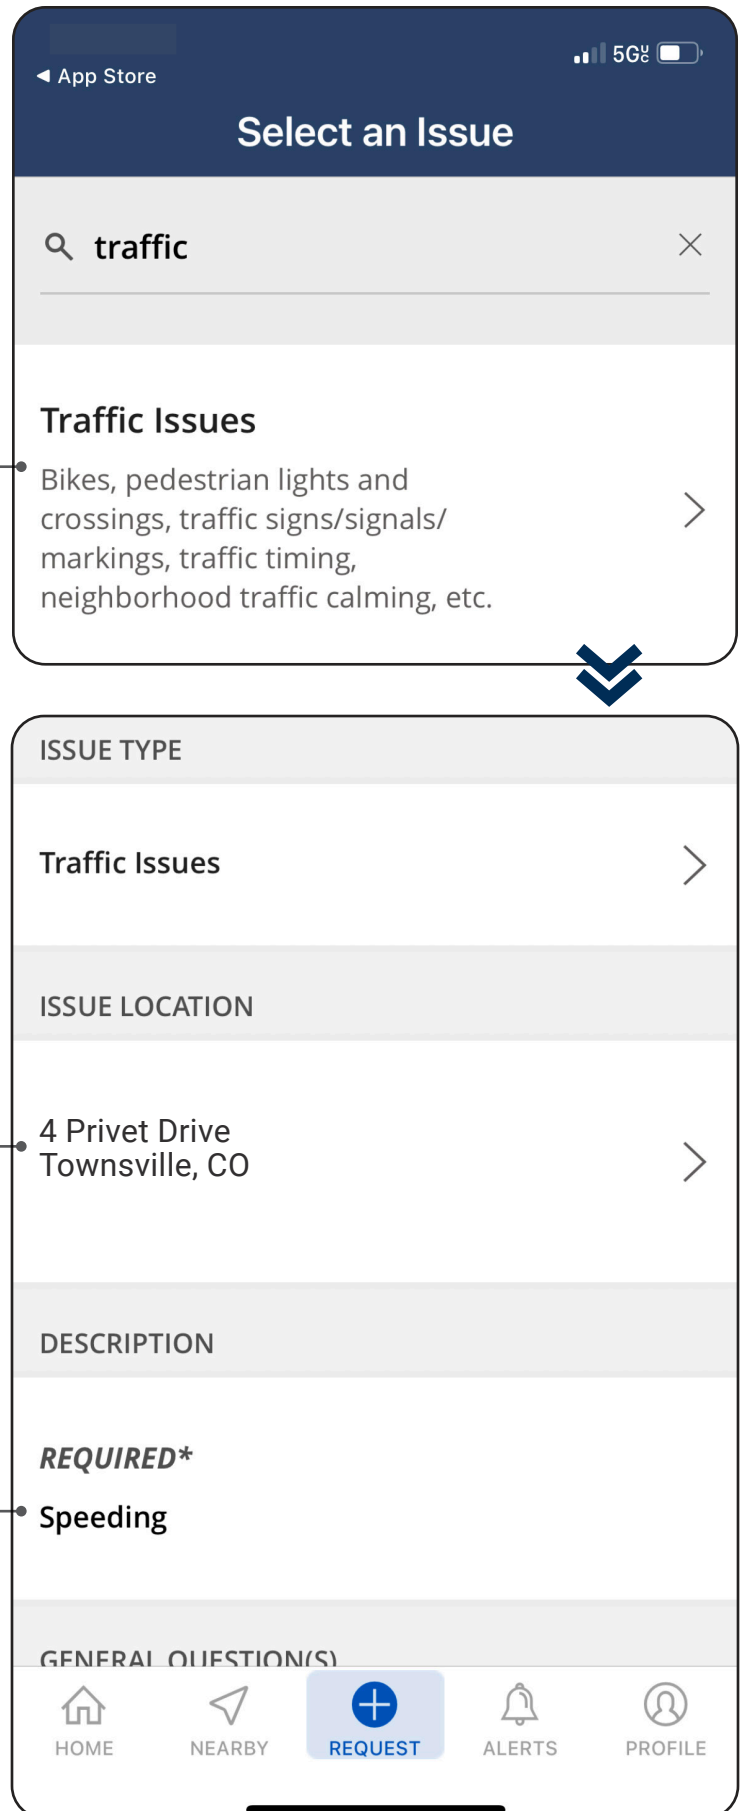 ◀ App Store
5G UC
Select an Issue
traffic
Traffic Issues
Bikes, pedestrian lights and
crossings, traffic signs/signals/
markings, traffic timing,
neighborhood traffic calming, etc.
ISSUE TYPE
Traffic Issues
ISSUE LOCATION
4 Privet Drive
Townsville, CO
DESCRIPTION
REQUIRED*
Speeding
GENERAL QUESTION(S)
HOME NEARBY REQUEST ALERTS PROFILE